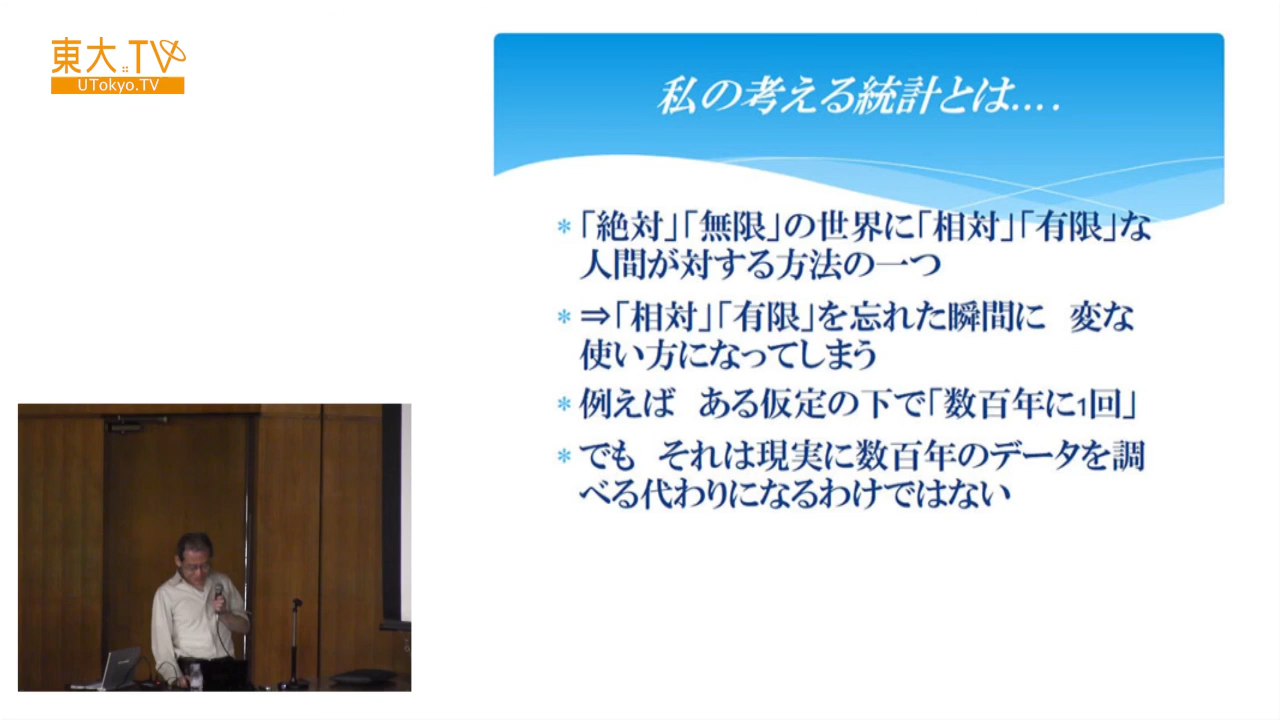 東大TV
UTokyo.TV
私の考える統計とは….
*「絶対」「無限」の世界に「相対」「有限」な
人間が対する方法の一つ
*⇒「相対」「有限」を忘れた瞬間に　変な
使い方になってしまう
*例えば　ある仮定の下で「数百年に1回」
*でも　それは現実に数百年のデータを調
べる代わりになるわけではない